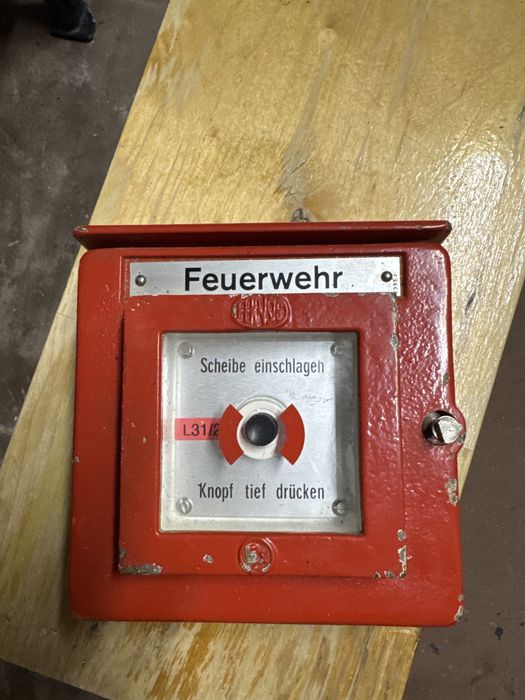 Feuerwehr
Scheibe einschlagen
L31/2
Knopf tief drücken